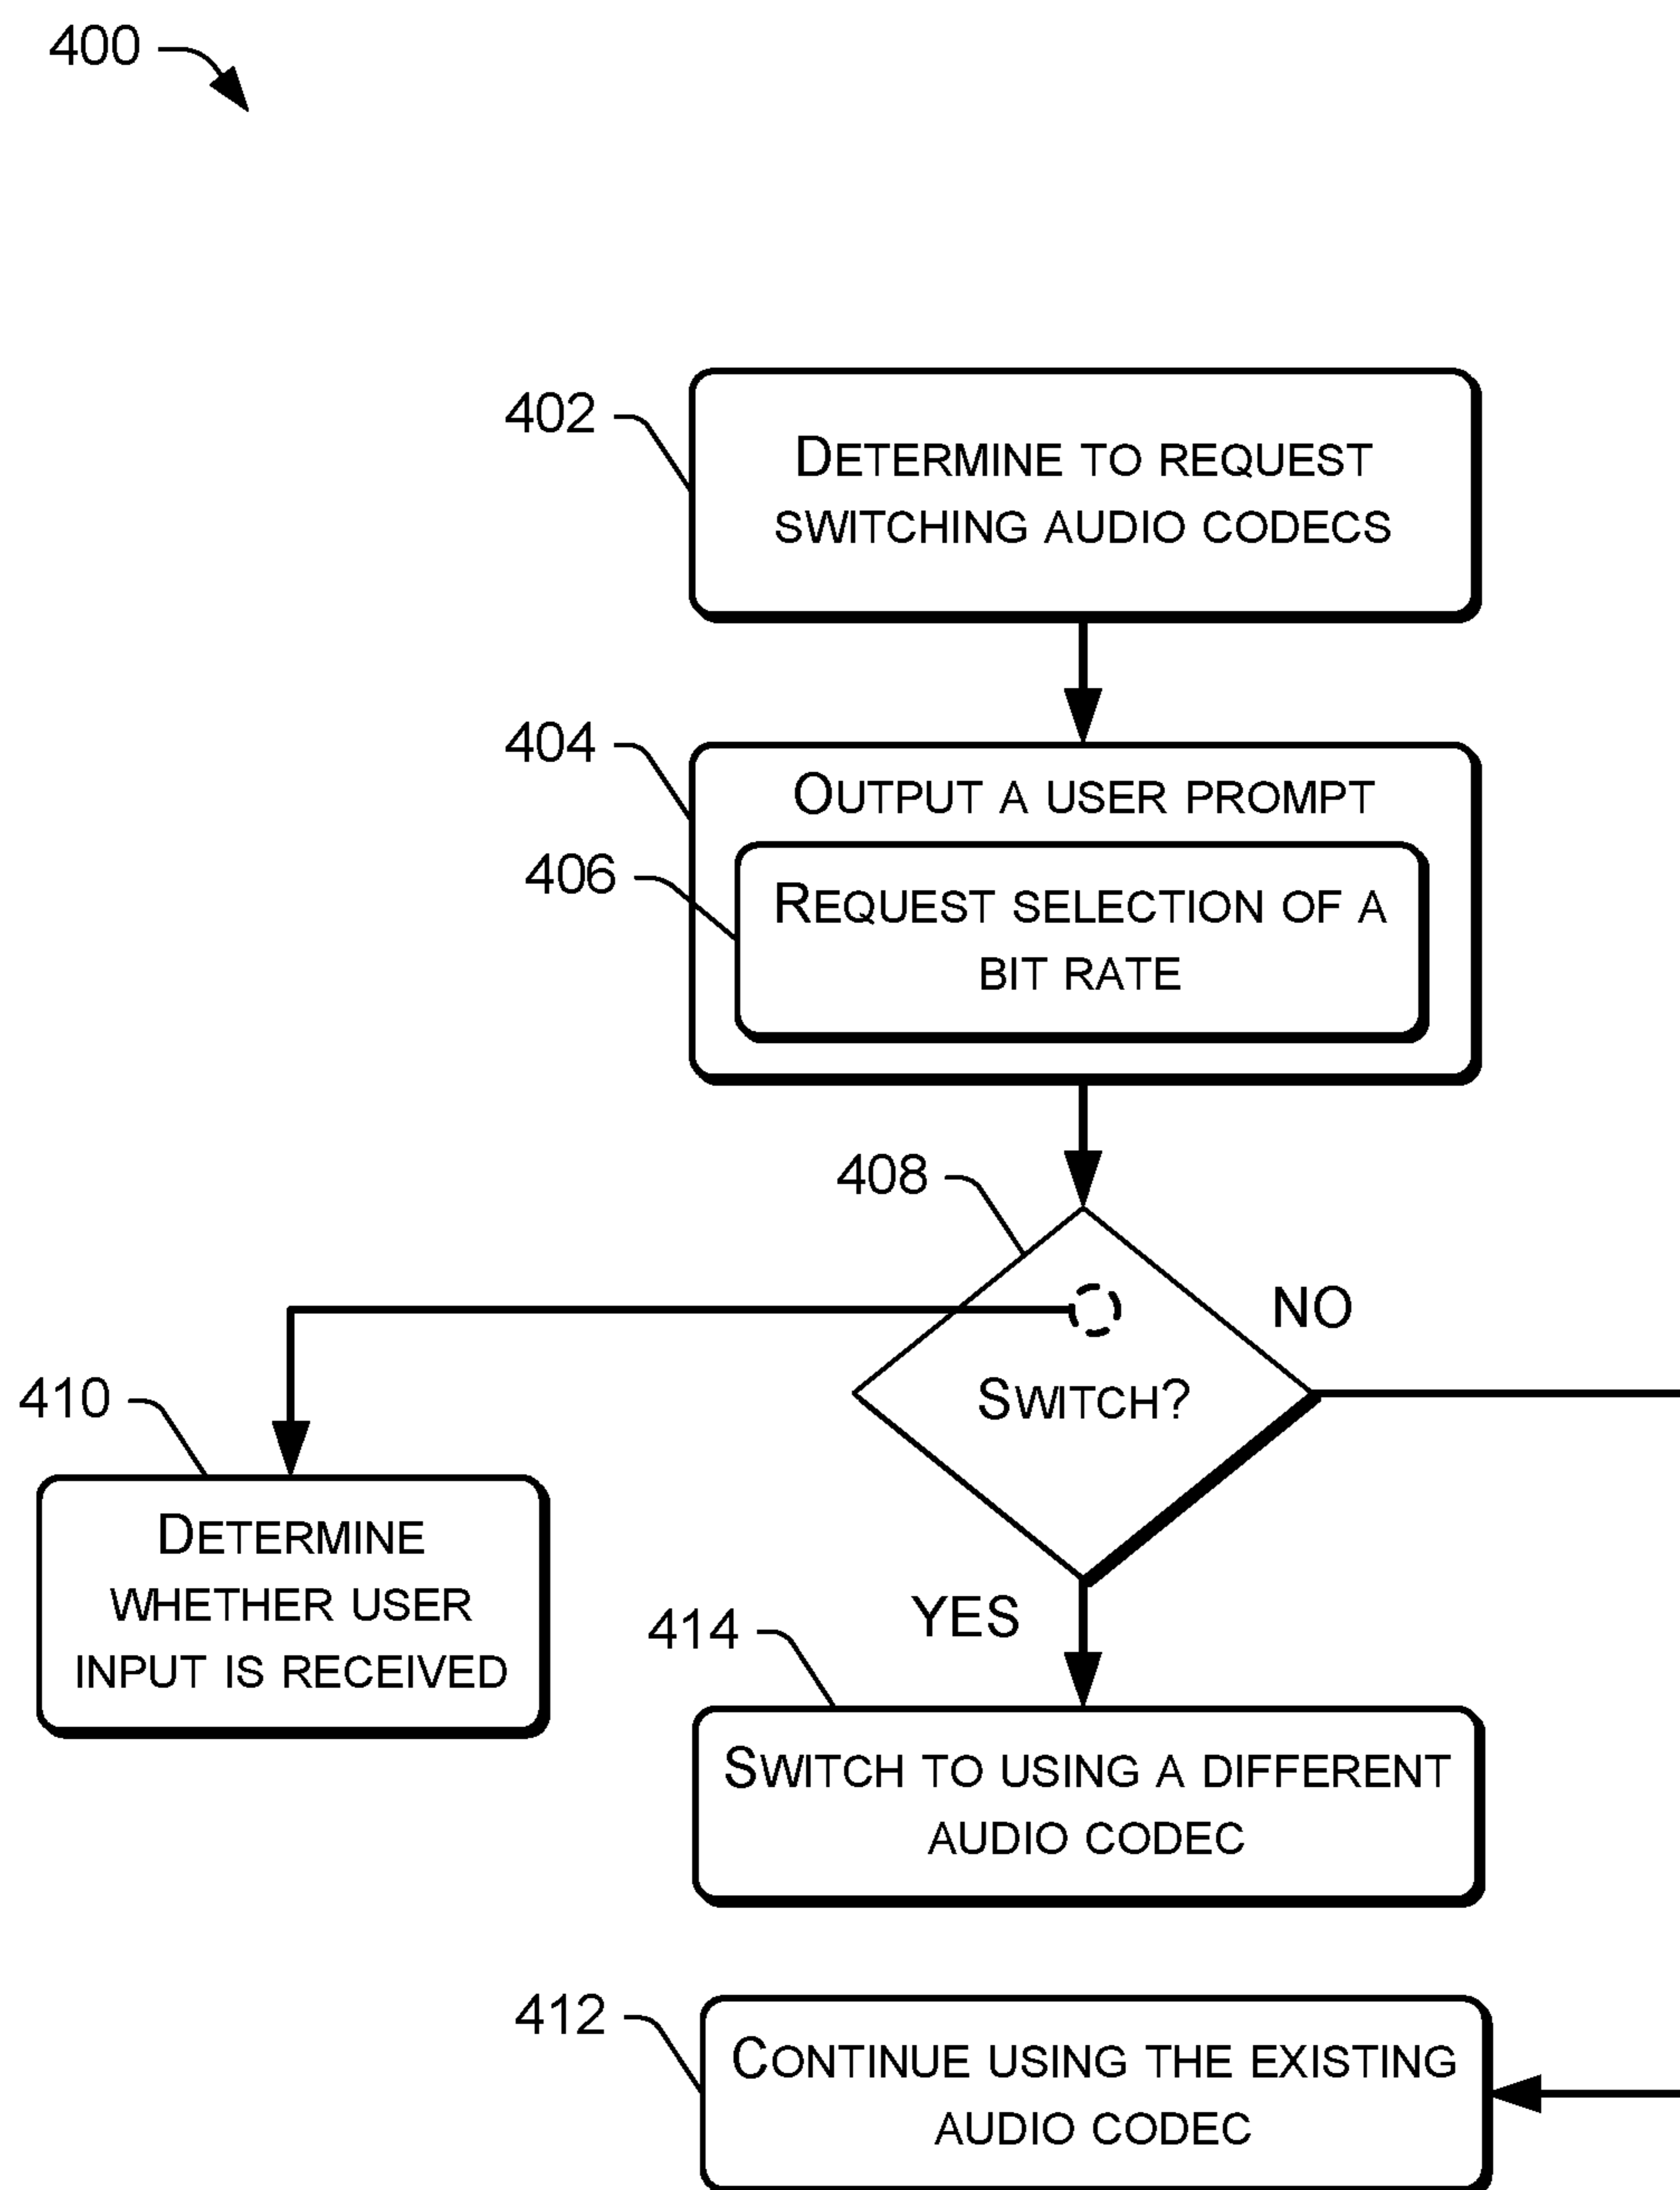 400
402
DETERMINE TO REQUEST
SWITCHING AUDIO CODECS
404
OUTPUT A USER PROMPT
406
REQUEST SELECTION OF A
BIT RATE
408
NO
SWITCH?
410
DETERMINE
WHETHER USER
INPUT IS RECEIVED
YES
414
SWITCH TO USING A DIFFERENT
AUDIO CODEC
412
CONTINUE USING THE EXISTING
AUDIO CODEC